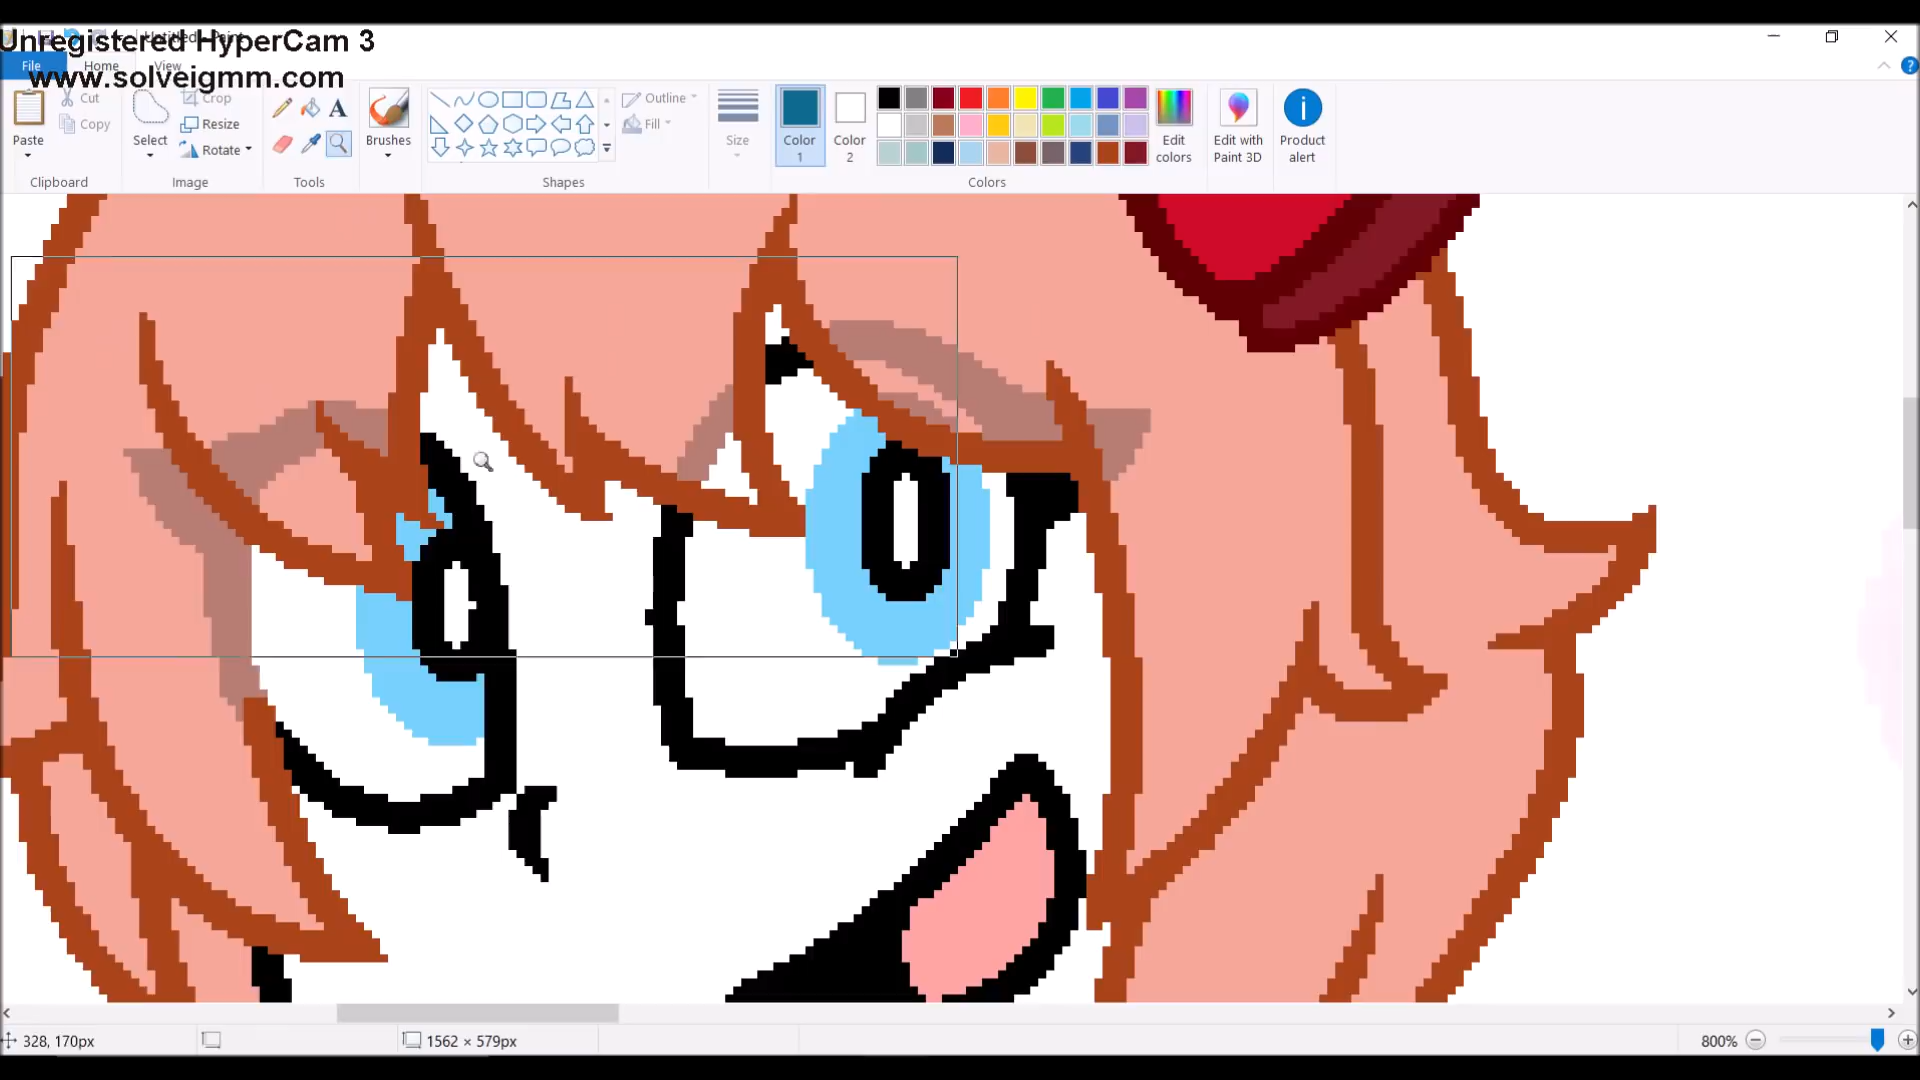 Unregistered HyperCam 3
Untitled - Paint
File
Home
View
www.solveigmm.com
Paste
Cut
Copy
Clipboard
Select
Crop
Resize
Rotate
Image
A
Tools
Brushes
Outline
Fill
Shapes
Size
Color
1
Color
2
Edit
colors
Colors
Edit with
Paint 3D
Product
alert
328, 170px
1562 × 579px
800%